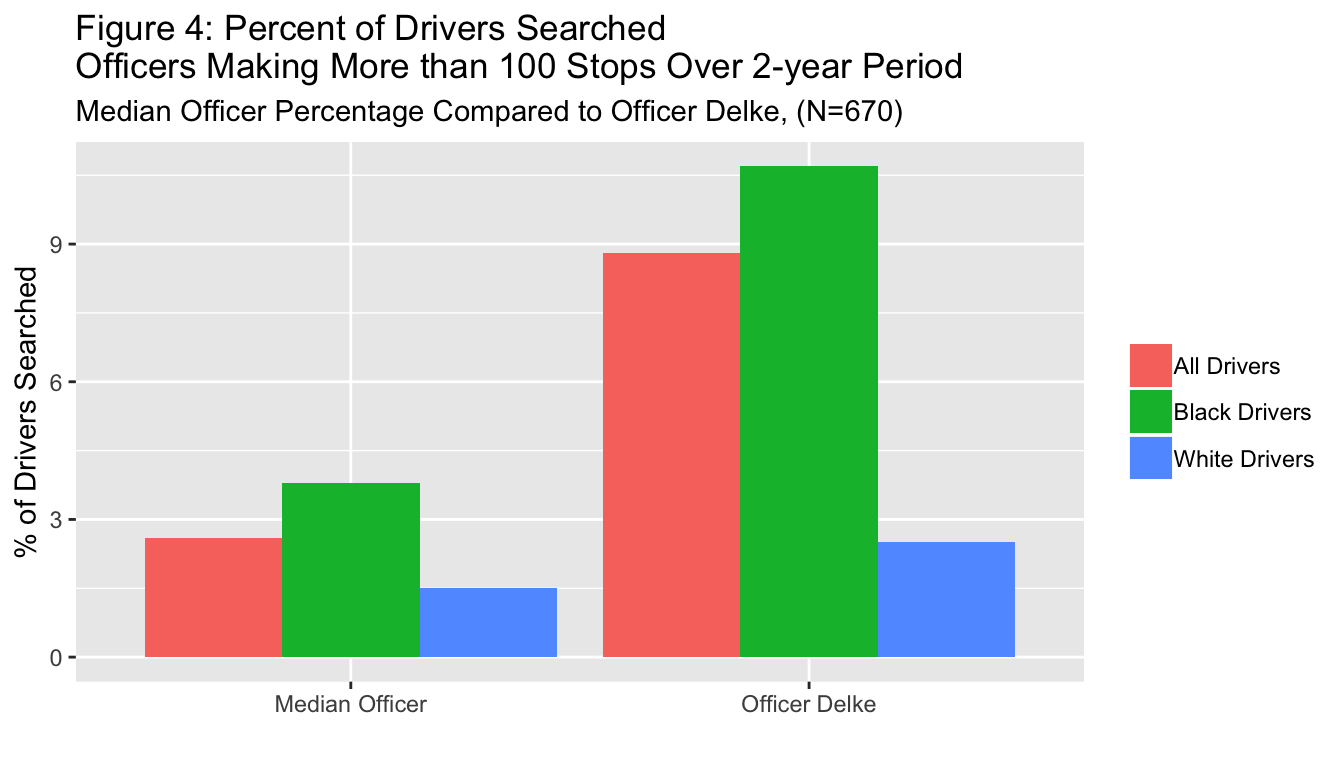 Figure 4: Percent of Drivers Searched
Officers Making More than 100 Stops Over 2-year Period
Median Officer Percentage Compared to Officer Delke, (N=670)
% of Drivers Searched
9
6
3
0
Median Officer
Officer Delke
All Drivers
Black Drivers
White Drivers